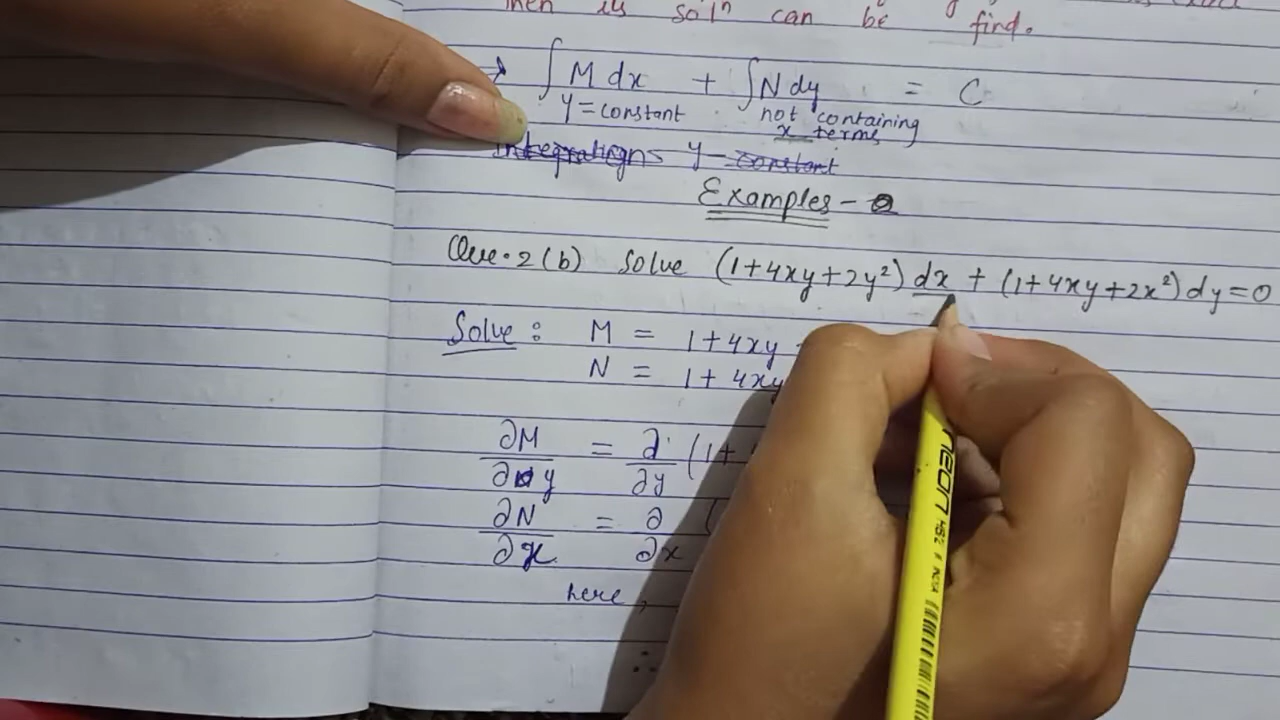 then its solⁿ can be find.
⇒ ∫ M dx + ∫ N dy = C
y = constant not containing
x terms
Integrations y - constant
Examples -
Que. 2 (b) Solve (1+4xy+2y²) dx + (1+4xy+2x²) dy = 0
Solve : M = 1 + 4xy
N = 1 + 4xy
∂M/∂y = ∂/∂y (1+
∂N/∂x = ∂/∂x (
here,
∴
neon